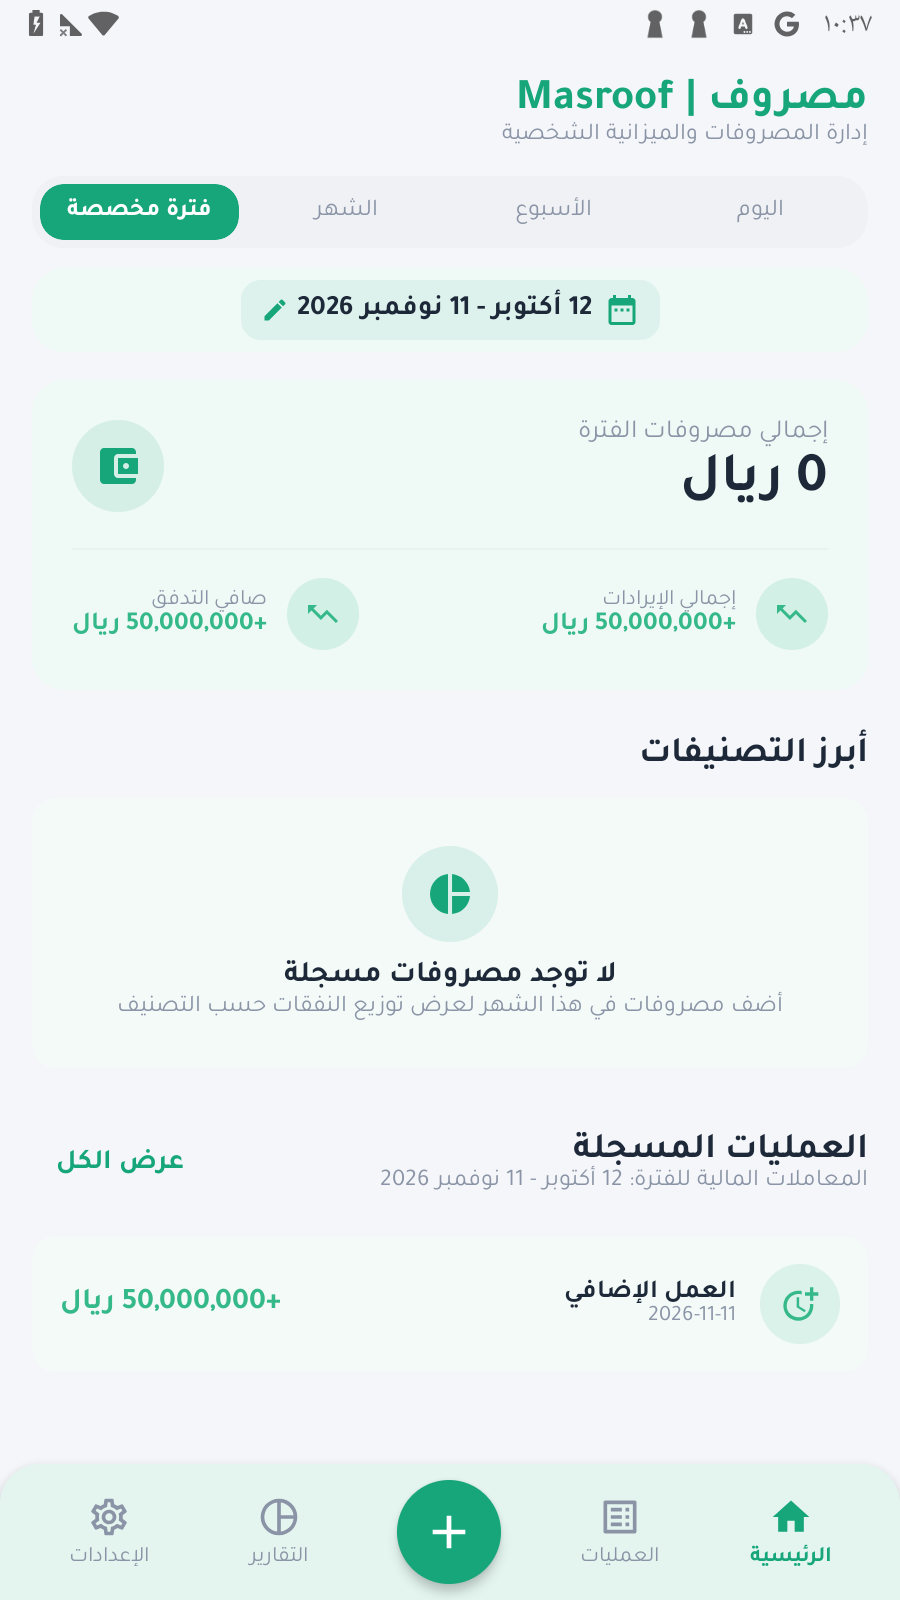 ١٠:٣٧
مصروف | Masroof
إدارة المصروفات والميزانية الشخصية
اليوم
الأسبوع
الشهر
فترة مخصصة
12 أكتوبر - 11 نوفمبر 2026
إجمالي مصروفات الفترة
0 ريال
إجمالي الإيرادات
+50,000,000 ريال
صافي التدفق
+50,000,000 ريال
أبرز التصنيفات
لا توجد مصروفات مسجلة
أضف مصروفات في هذا الشهر لعرض توزيع النفقات حسب التصنيف
العمليات المسجلة
عرض الكل
المعاملات المالية للفترة: 12 أكتوبر - 11 نوفمبر 2026
العمل الإضافي
+50,000,000 ريال
2026-11-11
الرئيسية
العمليات
التقارير
الإعدادات